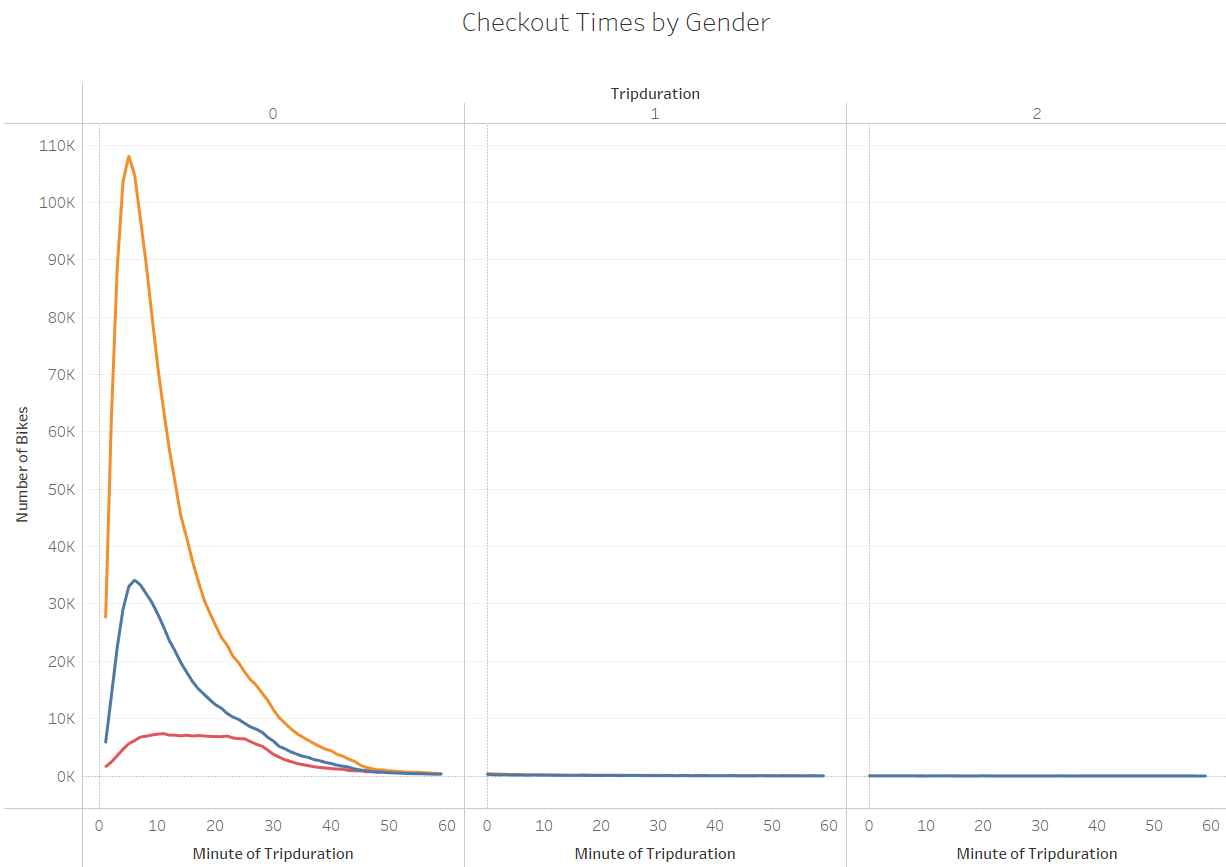 Checkout Times by Gender
Tripduration
0 1 2
110K
100K
90K
80K
70K
60K
50K
40K
30K
20K
10K
0K
Number of Bikes
0 10 20 30 40 50 60 0 10 20 30 40 50 60 0 10 20 30 40 50 60
Minute of Tripduration Minute of Tripduration Minute of Tripduration